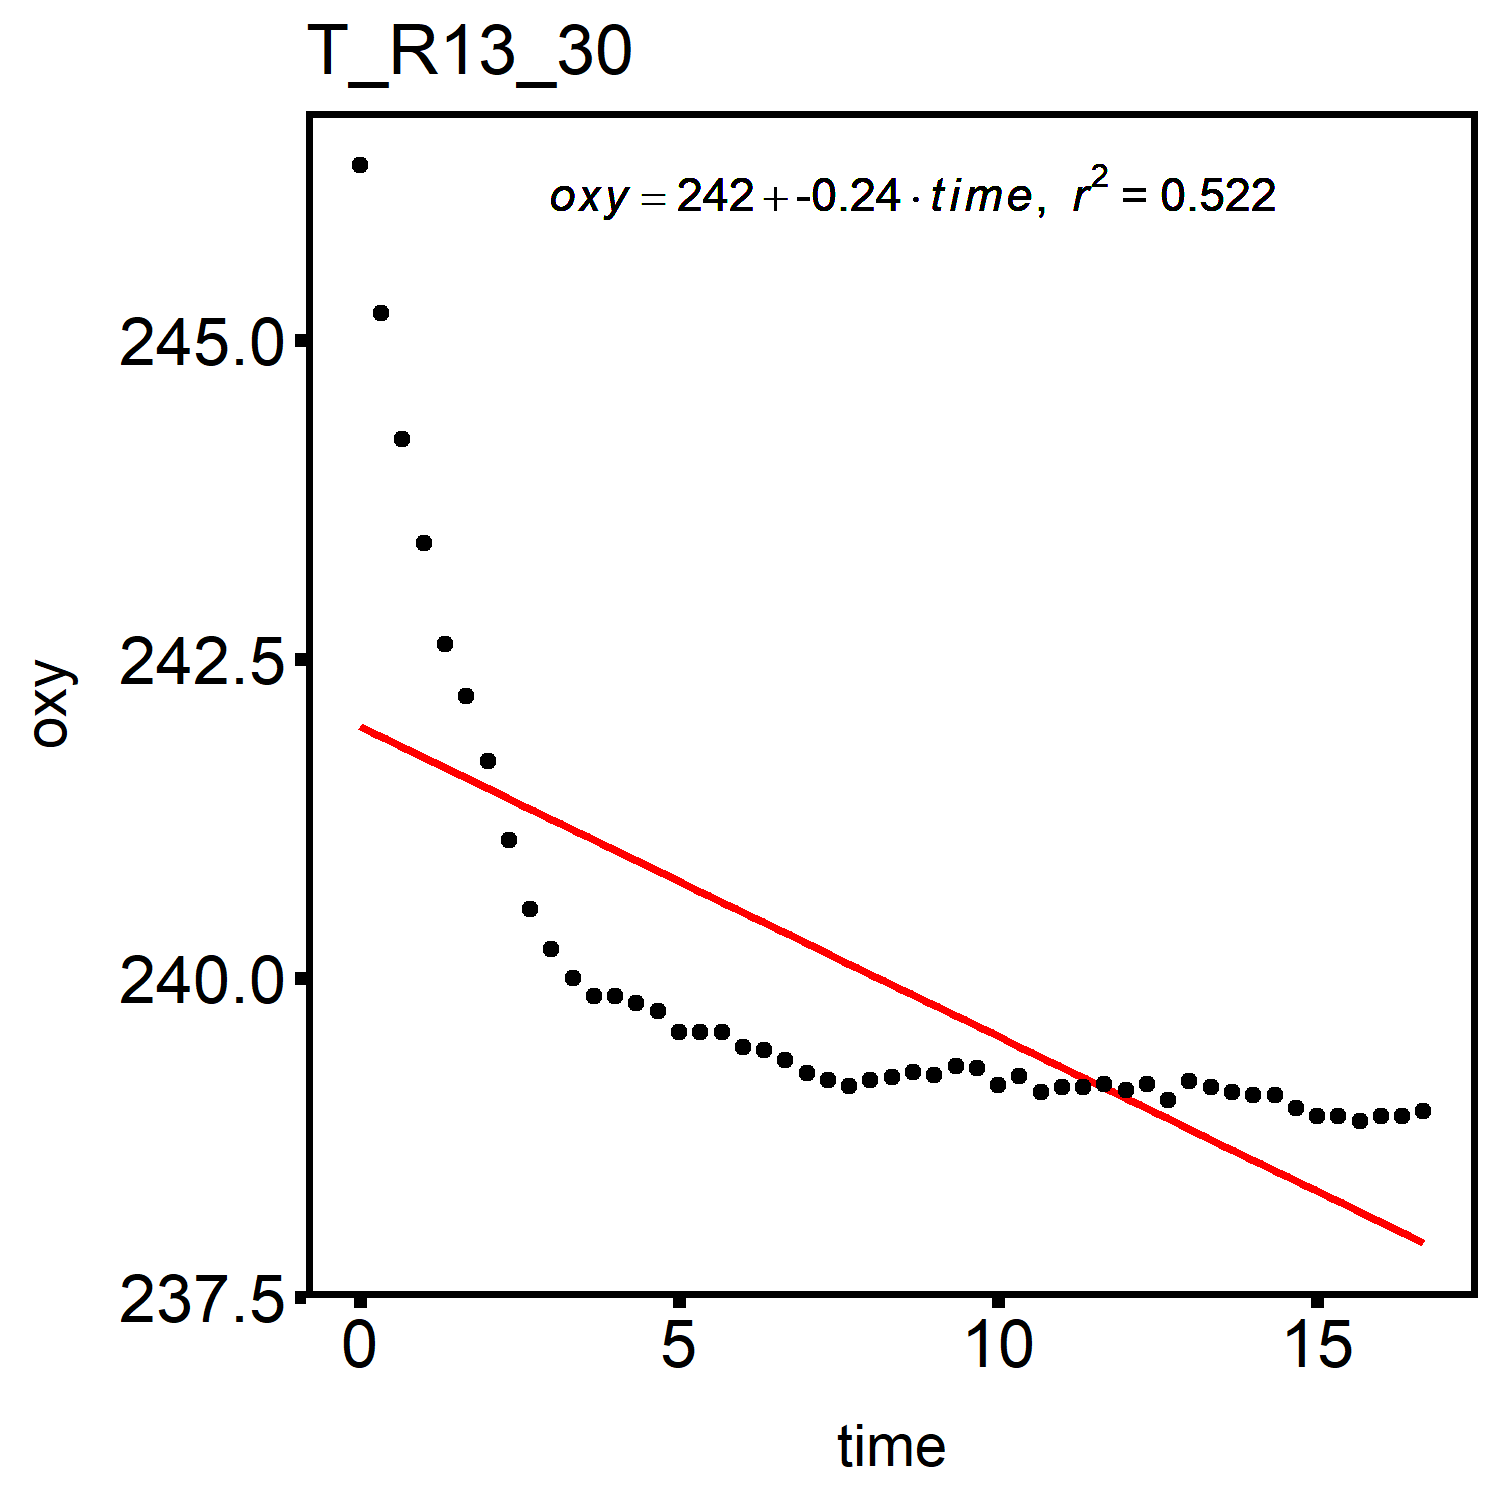 T_R13_30
oxy = 242 + -0.24 · time, r² = 0.522
245.0
242.5
240.0
237.5
oxy
0 5 10 15
time